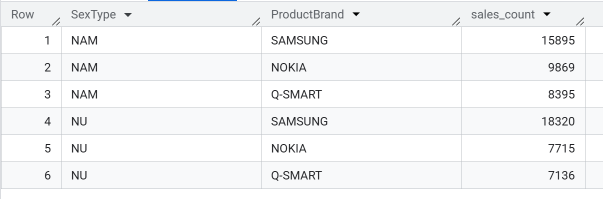 Row SexType ProductBrand sales_count
1 NAM SAMSUNG 15895
2 NAM NOKIA 9869
3 NAM Q-SMART 8395
4 NU SAMSUNG 18320
5 NU NOKIA 7715
6 NU Q-SMART 7136